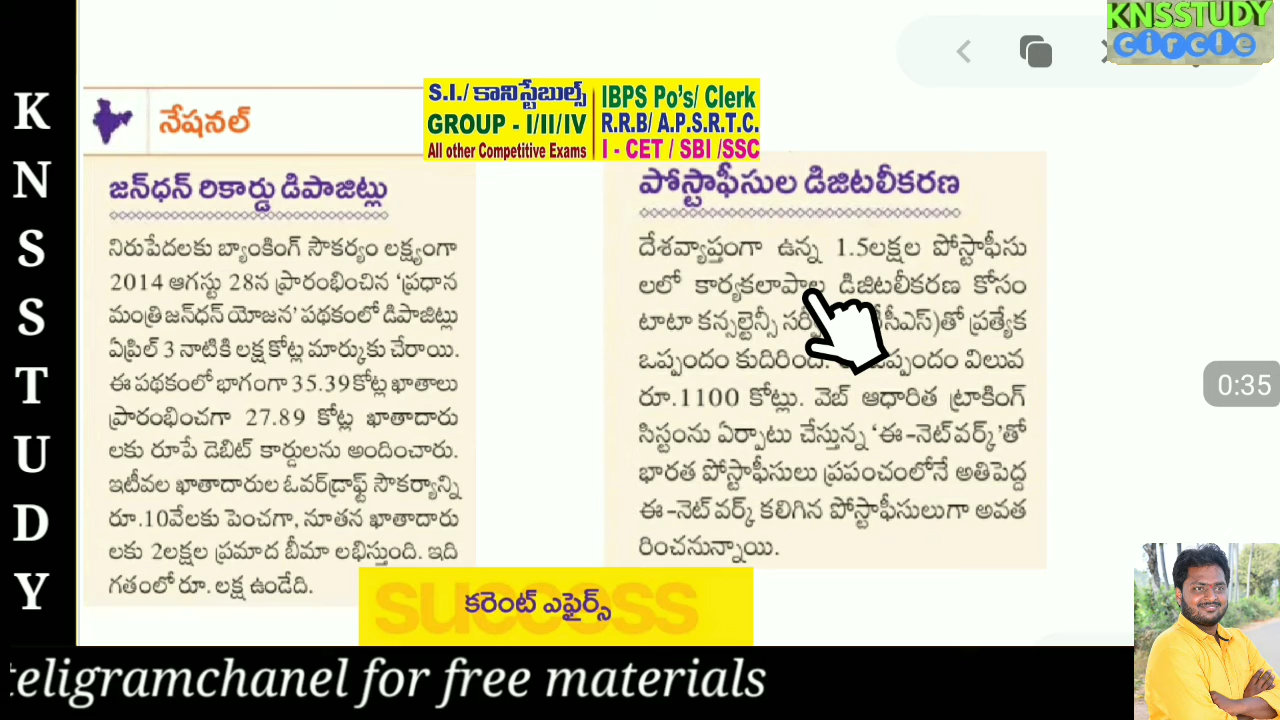 KNSSTUDY
circle
K
N
S
S
T
U
D
Y
నేషనల్
S.I./ కానిస్టేబుల్స్
GROUP - I/II/IV
All other Competitive Exams
IBPS Po's/ Clerk
R.R.B/ A.P.S.R.T.C.
I - CET / SBI /SSC
జన్‌ధన్ రికార్డు డిపాజిట్లు
నిరుపేదలకు బ్యాంకింగ్ సౌకర్యం లక్ష్యంగా
2014 ఆగస్టు 28న ప్రారంభించిన ‘ప్రధాన
మంత్రి జన్‌ధన్ యోజన’ పథకంలో డిపాజిట్లు
ఏప్రిల్ 3 నాటికి లక్ష కోట్ల మార్కుకు చేరాయి.
ఈ పథకంలో భాగంగా 35.39 కోట్ల ఖాతాలు
ప్రారంభించగా 27.89 కోట్ల ఖాతాదారు
లకు రూపే డెబిట్ కార్డులను అందించారు.
ఇటీవల ఖాతాదారుల ఓవర్‌డ్రాఫ్ట్ సౌకర్యాన్ని
రూ.10వేలకు పెంచగా, నూతన ఖాతాదారు
లకు 2లక్షల ప్రమాద బీమా లభిస్తుంది. ఇది
గతంలో రూ. లక్ష ఉండేది.
పోస్టాఫీసుల డిజిటలీకరణ
దేశవ్యాప్తంగా ఉన్న 1.5లక్షల పోస్టాఫీసు
లలో కార్యకలాపాల డిజిటలీకరణ కోసం
టాటా కన్సల్టెన్సీ )తో ప్రత్యేక
ఒప్పందం కుదిరింది. ఒప్పందం విలువ
రూ.1100 కోట్లు. వెబ్ ఆధారిత ట్రాకింగ్
సిస్టంను ఏర్పాటు చేస్తున్న ‘ఈ-నెట్‌వర్క్’తో
భారత పోస్టాఫీసులు ప్రపంచంలోనే అతిపెద్ద
ఈ-నెట్‌వర్క్ కలిగిన పోస్టాఫీసులుగా అవత
రించనున్నాయి.
0:35
success
కరెంట్ ఎఫైర్స్
teligramchanel for free materials